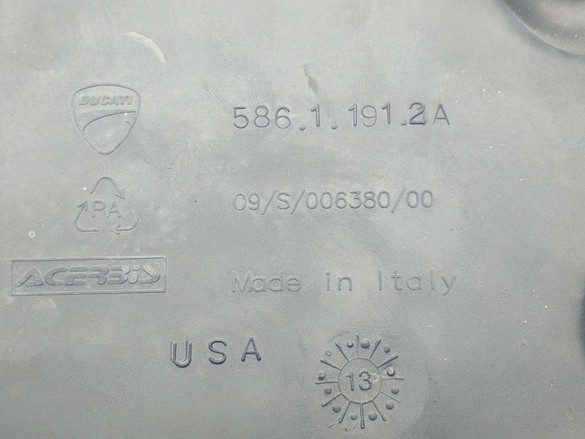 DUCATI
586.1.191.2A
PA
09/S/006380/00
ACERBIS
Made in Italy
USA
13